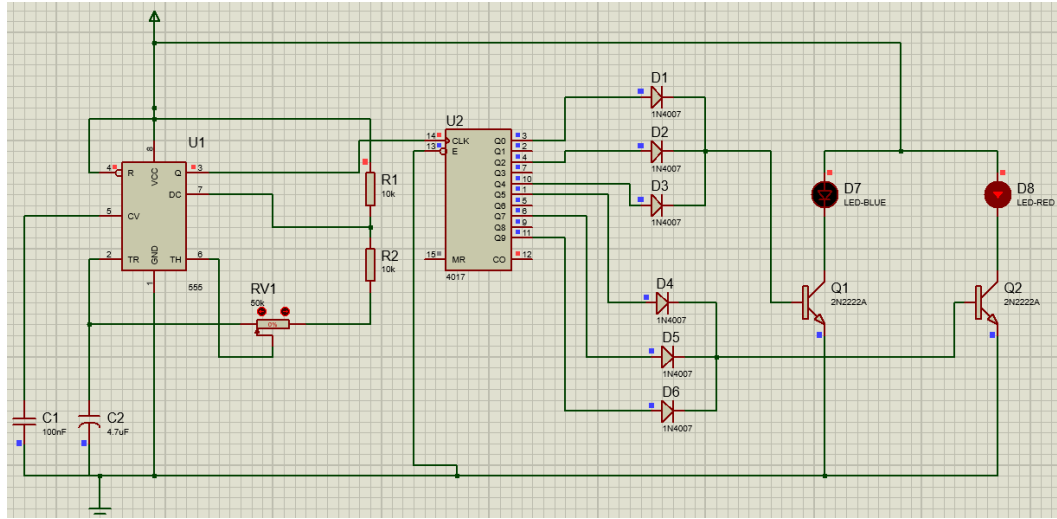 U1
4
R
VCC
8
Q
3
DC
7
5
CV
2
TR
GND
1
TH
6
555
R1
10k
R2
10k
RV1
50k
0%
C1
100nF
C2
4.7uF
U2
14
CLK
13
E
15
MR
Q0
3
Q1
2
Q2
4
Q3
7
Q4
10
Q5
1
Q6
5
Q7
6
Q8
9
Q9
11
CO
12
4017
D1
1N4007
D2
1N4007
D3
1N4007
D4
1N4007
D5
1N4007
D6
1N4007
D7
LED-BLUE
D8
LED-RED
Q1
2N2222A
Q2
2N2222A